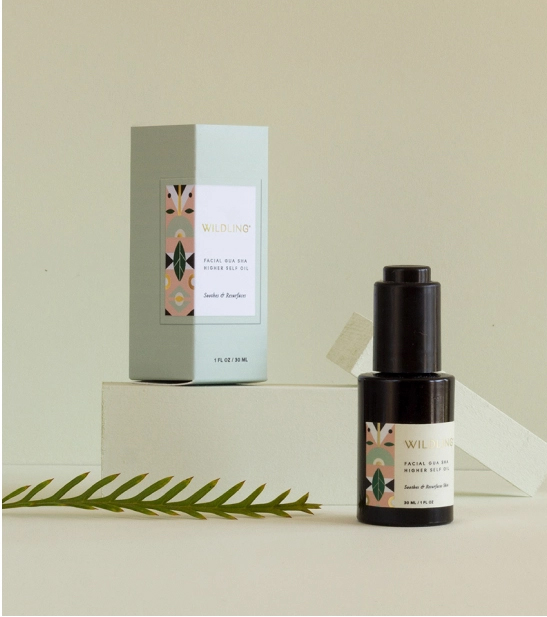 WILDLING®
FACIAL GUA SHA
HIGHER SELF OIL
Soothes & Resurfaces
1 FL OZ / 30 ML
WILDLING
FACIAL GUA SHA
HIGHER SELF OIL
Soothes & Resurfaces
30 ML / 1 FL OZ